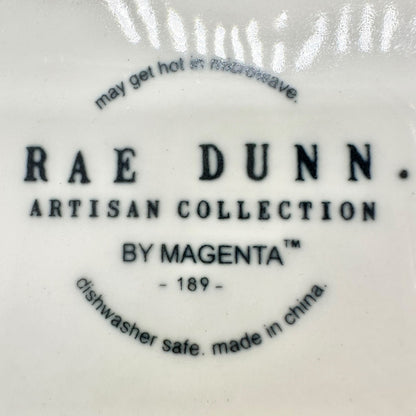 may get hot in microwave.
RAE DUNN.
ARTISAN COLLECTION
BY MAGENTA™
- 189 -
dishwasher safe. made in china.